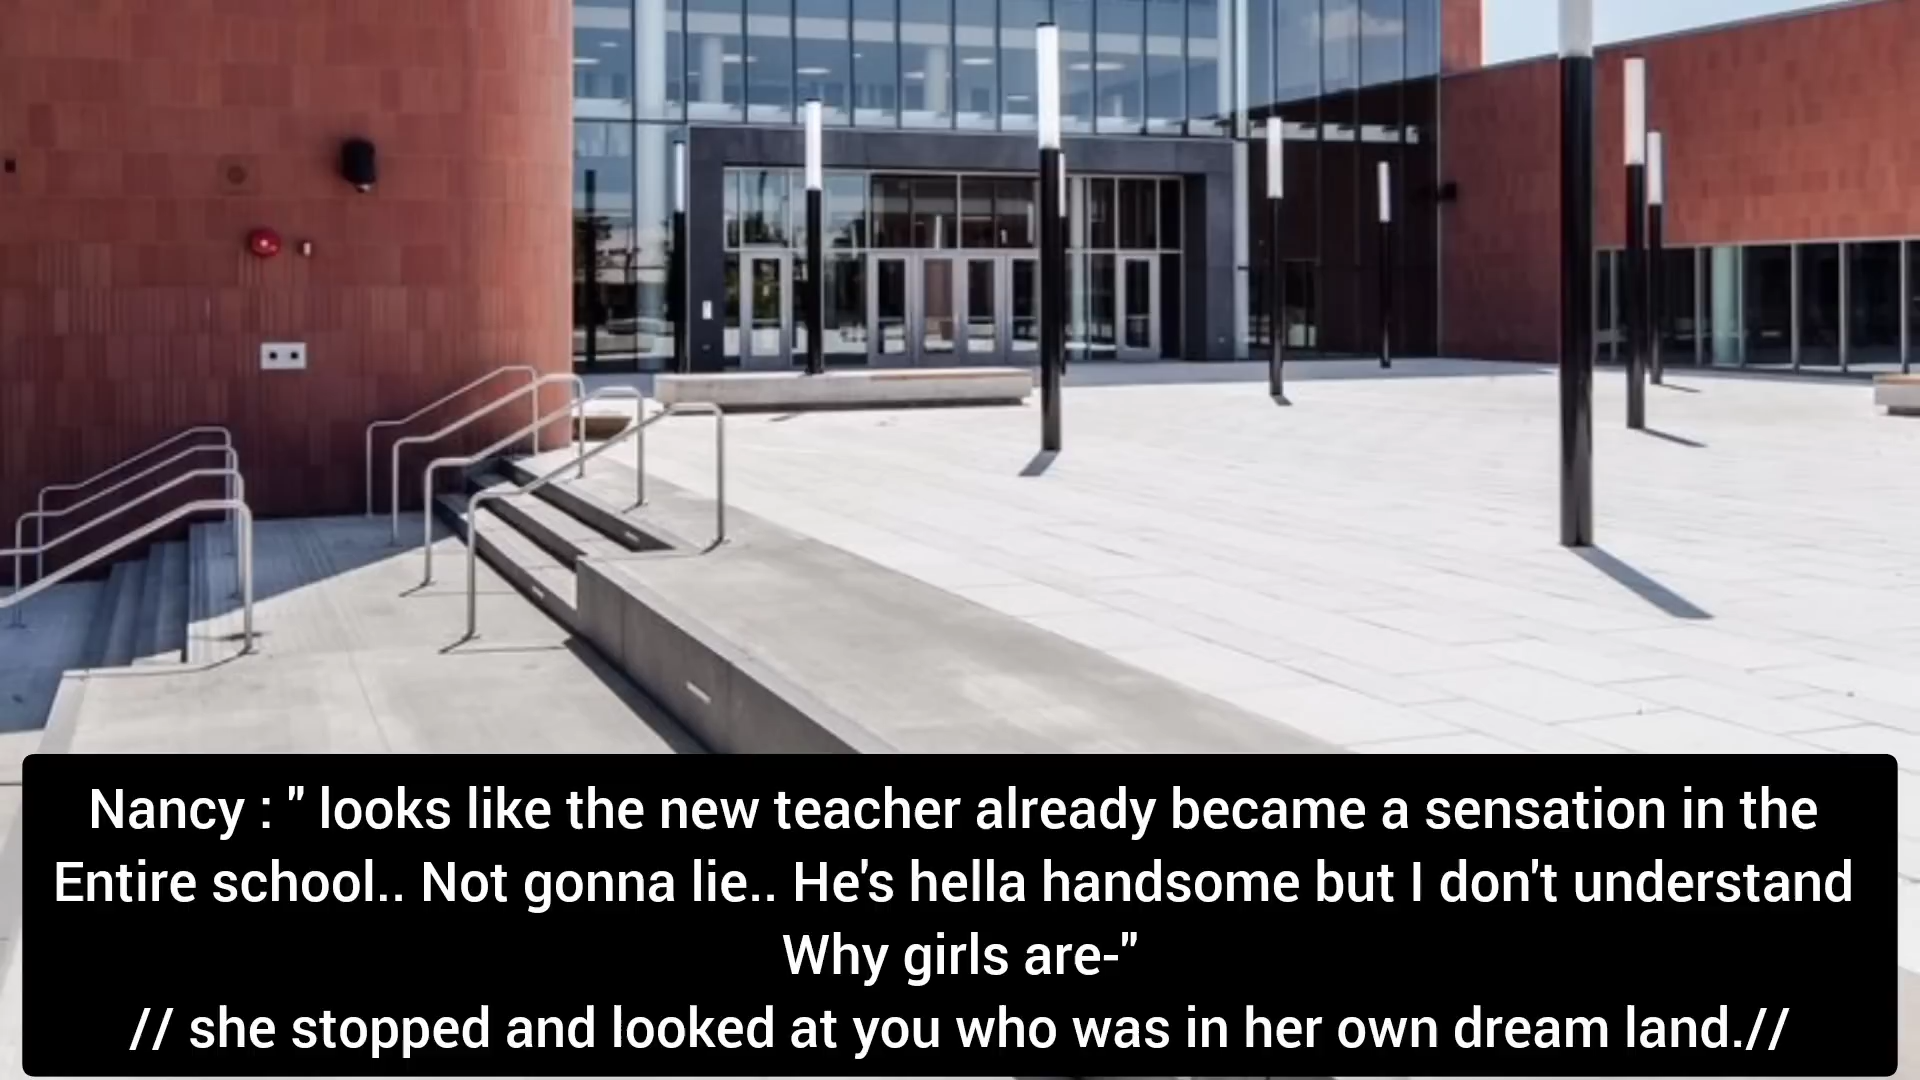 Nancy : " looks like the new teacher already became a sensation in the
Entire school.. Not gonna lie.. He's hella handsome but I don't understand
Why girls are-"
// she stopped and looked at you who was in her own dream land.//